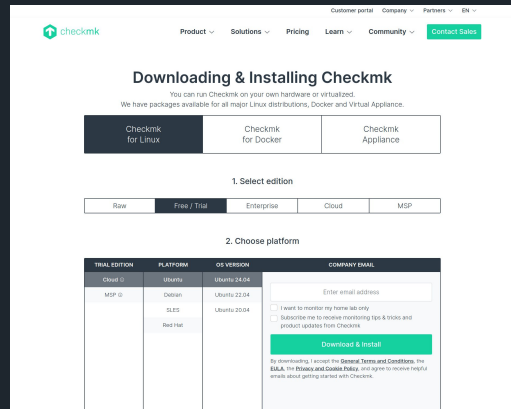 Customer portal Company Partners EN
checkmk Product Solutions Pricing Learn Community Contact Sales
Downloading & Installing Checkmk
You can run Checkmk on your own hardware or virtualized.
We have packages available for all major Linux distributions, Docker and Virtual Appliance.
Checkmk
for Linux
Checkmk
for Docker
Checkmk
Appliance
1. Select edition
Raw Free / Trial Enterprise Cloud MSP
2. Choose platform
TRIAL EDITION PLATFORM OS VERSION COMPANY EMAIL
Cloud Ubuntu Ubuntu 24.04
MSP Debian Ubuntu 22.04
SLES Ubuntu 20.04
Red Hat
Enter email address
I want to monitor my home lab only
Subscribe me to receive monitoring tips & tricks and
product updates from Checkmk
Download & Install
By downloading, I accept the General Terms and Conditions, the
EULA, the Privacy and Cookie Policy, and agree to receive helpful
emails about getting started with Checkmk.